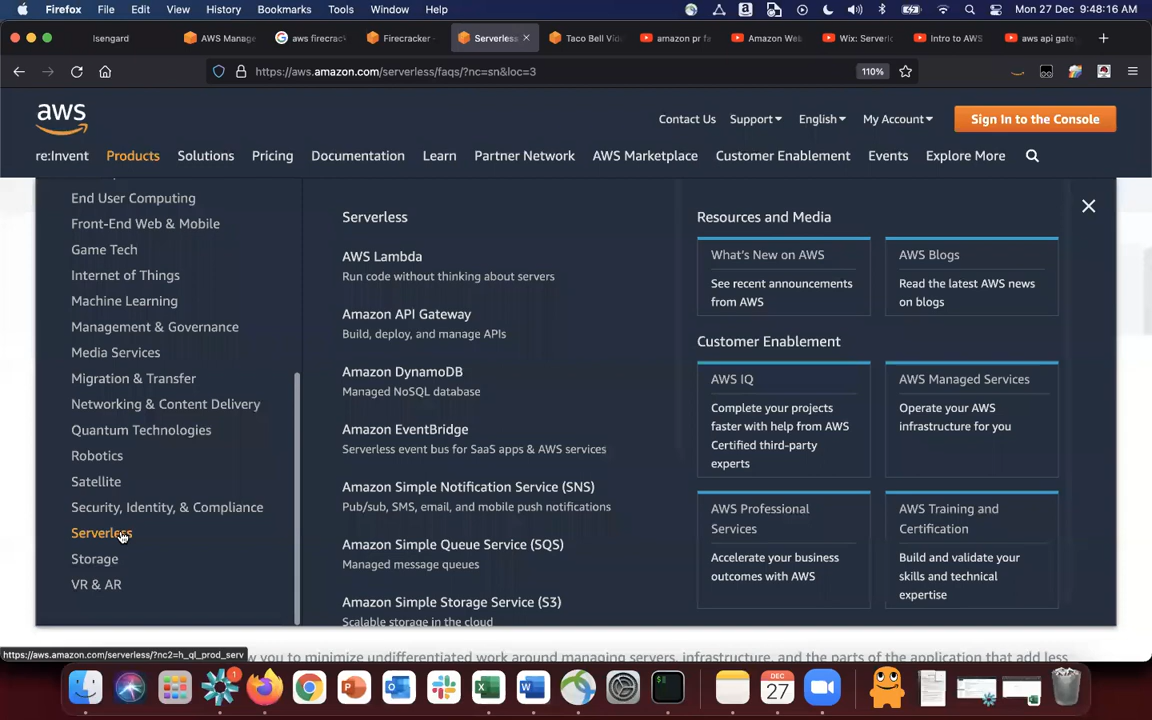 Firefox File Edit View History Bookmarks Tools Window Help Mon 27 Dec 9:48:16 AM
Isengard AWS Manage aws firecrac Firecracker Serverless Taco Bell Vid amazon pr fa Amazon Web Wix: Serverle Intro to AWS aws api gate
https://aws.amazon.com/serverless/faqs/?nc=sn&loc=3 110%
aws
Contact Us Support English My Account Sign In to the Console
re:Invent Products Solutions Pricing Documentation Learn Partner Network AWS Marketplace Customer Enablement Events Explore More
End User Computing
Front-End Web & Mobile
Game Tech
Internet of Things
Machine Learning
Management & Governance
Media Services
Migration & Transfer
Networking & Content Delivery
Quantum Technologies
Robotics
Satellite
Security, Identity, & Compliance
Serverless
Storage
VR & AR
Serverless
AWS Lambda
Run code without thinking about servers
Amazon API Gateway
Build, deploy, and manage APIs
Amazon DynamoDB
Managed NoSQL database
Amazon EventBridge
Serverless event bus for SaaS apps & AWS services
Amazon Simple Notification Service (SNS)
Pub/sub, SMS, email, and mobile push notifications
Amazon Simple Queue Service (SQS)
Managed message queues
Amazon Simple Storage Service (S3)
Scalable storage in the cloud
Resources and Media
What's New on AWS
See recent announcements
from AWS
AWS Blogs
Read the latest AWS news
on blogs
Customer Enablement
AWS IQ
Complete your projects
faster with help from AWS
Certified third-party
experts
AWS Managed Services
Operate your AWS
infrastructure for you
AWS Professional
Services
Accelerate your business
outcomes with AWS
AWS Training and
Certification
Build and validate your
skills and technical
expertise
https://aws.amazon.com/serverless/?nc2=h_ql_prod_serv
you to minimize undifferentiated work around managing servers, infrastructure, and the parts of the application that add less
1
DEC
27